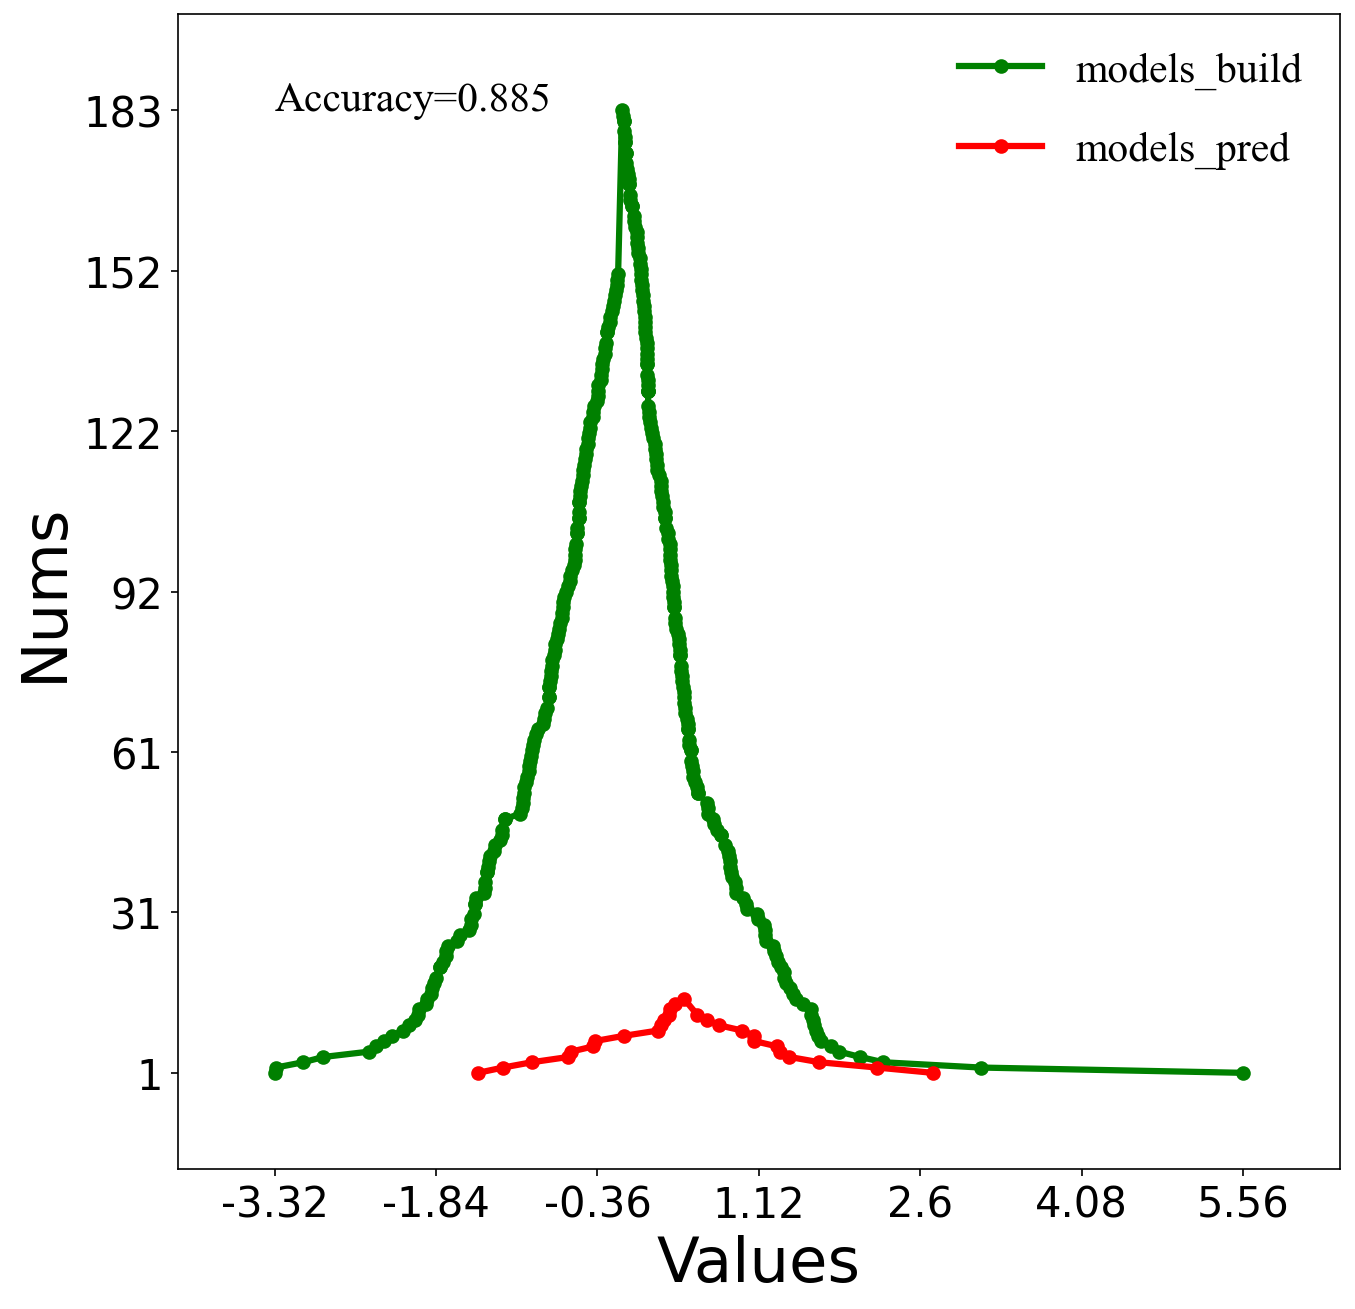 Accuracy=0.885
models_build
models_pred
183
152
122
92
61
31
1
Nums
-3.32 -1.84 -0.36 1.12 2.6 4.08 5.56
Values